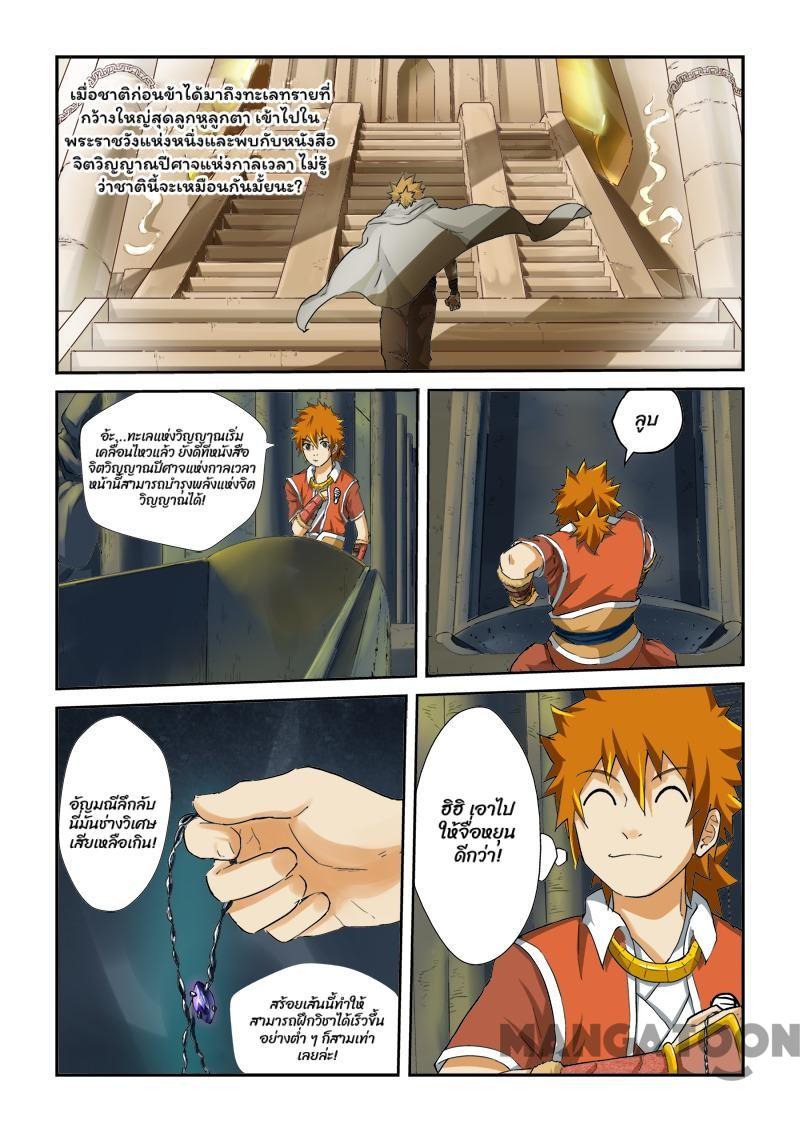 เมื่อชาติก่อนข้าได้มาถึงทะเลทรายที่
กว้างใหญ่สุดลูกหูลูกตา เข้าไปใน
พระราชวังแห่งหนึ่งและพบกับหนังสือ
จิตวิญญาณปีศาจแห่งกาลเวลา ไม่รู้
ว่าชาตินี้จะเหมือนกันมั้ยนะ?
อ้ะ...ทะเลแห่งวิญญาณเริ่ม
เคลื่อนไหวแล้ว ยังดีที่หนังสือ
จิตวิญญาณปีศาจแห่งกาลเวลา
หน้านี้สามารถบำรุงพลังแห่งจิต
วิญญาณได้!
ลูบ
อัญมณีลึกลับ
นี่มันช่างวิเศษ
เสียเหลือเกิน!
สร้อยเส้นนี้ทำให้
สามารถฝึกวิชาได้เร็วขึ้น
อย่างต่ำ ๆ ก็สามเท่า
เลยล่ะ!
ฮิฮิ เอาไป
ให้จื่อหยุน
ดีกว่า!
MANGATOON